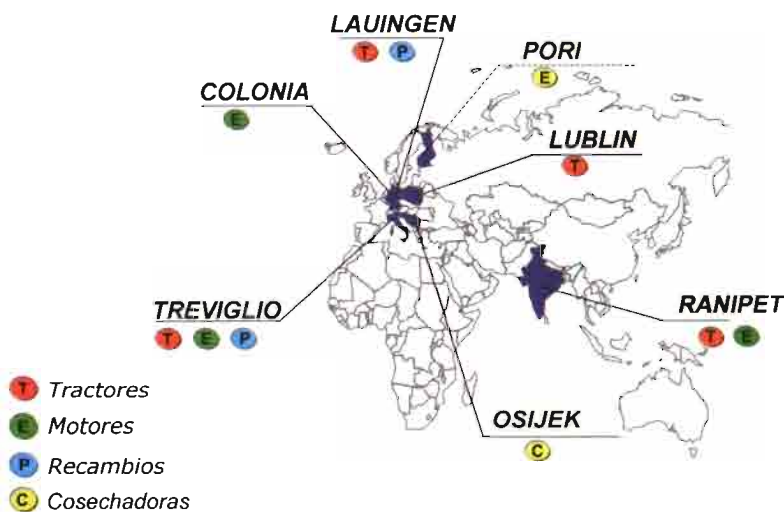 LAUINGEN
T P
PORI
E
COLONIA
E
LUBLIN
T
TREVIGLIO
T E P
RANIPET
T E
OSIJEK
C
T Tractores
E Motores
P Recambios
C Cosechadoras